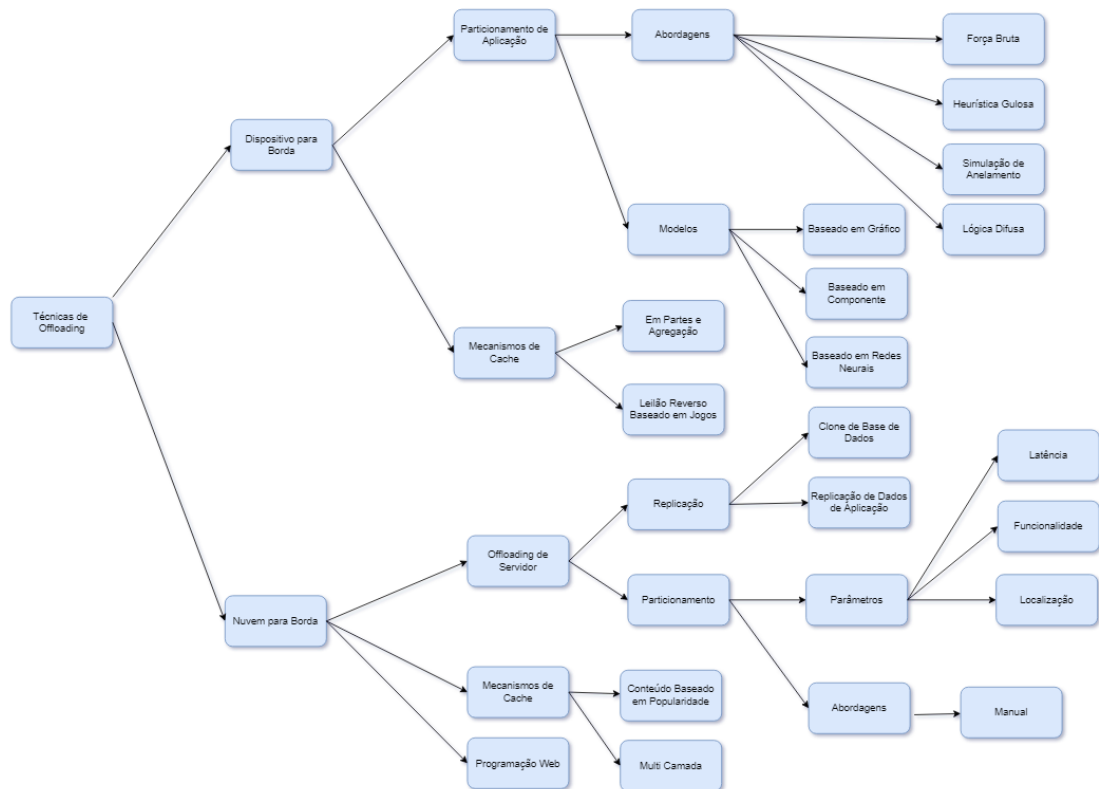 Particionamento de
Aplicação
Abordagens
Força Bruta
Heurística Gulosa
Dispositivo para
Borda
Simulação de
Anelamento
Modelos
Baseado em Gráfico
Lógica Difusa
Baseado em
Componente
Técnicas de
Offloading
Em Partes e
Agregação
Mecanismos de
Cache
Baseado em Redes
Neurais
Leilão Reverso
Baseado em Jogos
Clone de Base de
Dados
Latência
Replicação
Replicação de Dados
de Aplicação
Funcionalidade
Offloading de
Servidor
Particionamento
Parâmetros
Localização
Nuvem para Borda
Mecanismos de
Cache
Conteúdo Baseado
em Popularidade
Abordagens
Manual
Programação Web
Multi Camada